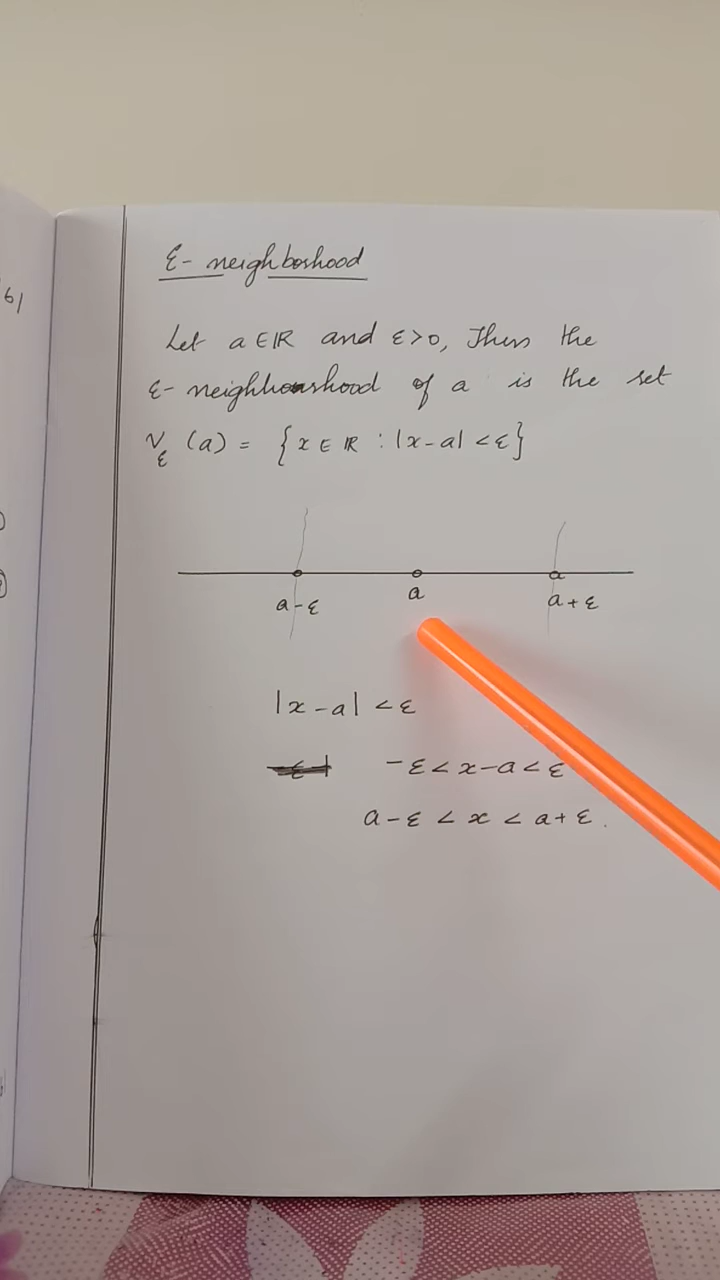 ε- neighborhood
Let a ∈ ℝ and ε>0, Then the
ε- neighborhood of a is the set
V_ε (a) = {x ∈ ℝ : |x-a| < ε}
a-ε a a+ε
|x-a| < ε
-ε < x-a < ε
a-ε < x < a+ε.